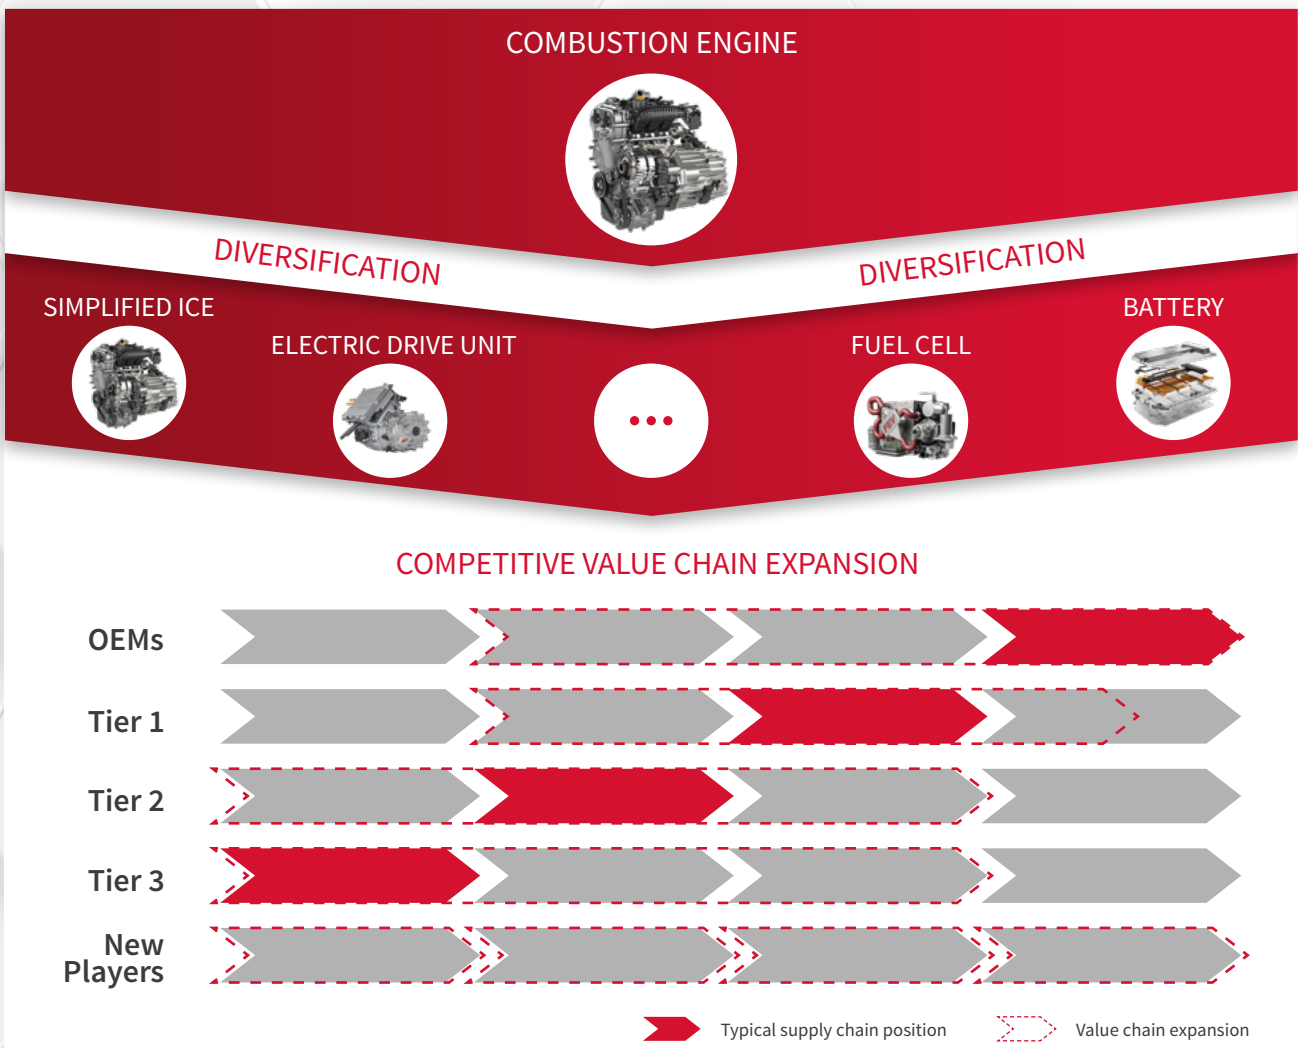 COMBUSTION ENGINE
DIVERSIFICATION
DIVERSIFICATION
SIMPLIFIED ICE
ELECTRIC DRIVE UNIT
FUEL CELL
BATTERY
COMPETITIVE VALUE CHAIN EXPANSION
OEMs
Tier 1
Tier 2
Tier 3
New
Players
Typical supply chain position
Value chain expansion